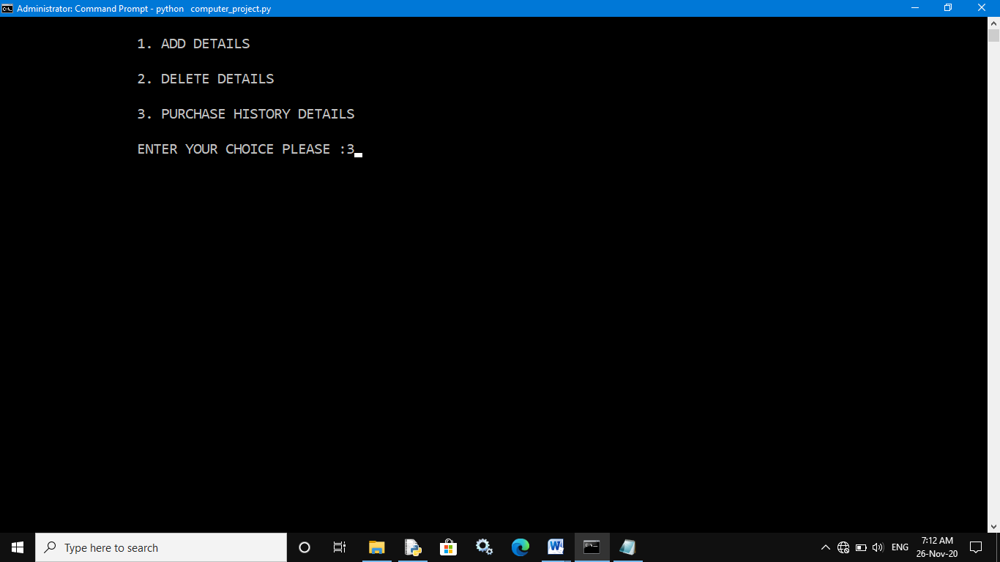 Administrator: Command Prompt - python  computer_project.py
1. ADD DETAILS
2. DELETE DETAILS
3. PURCHASE HISTORY DETAILS
ENTER YOUR CHOICE PLEASE :3
Type here to search
ENG
7:12 AM
26-Nov-20